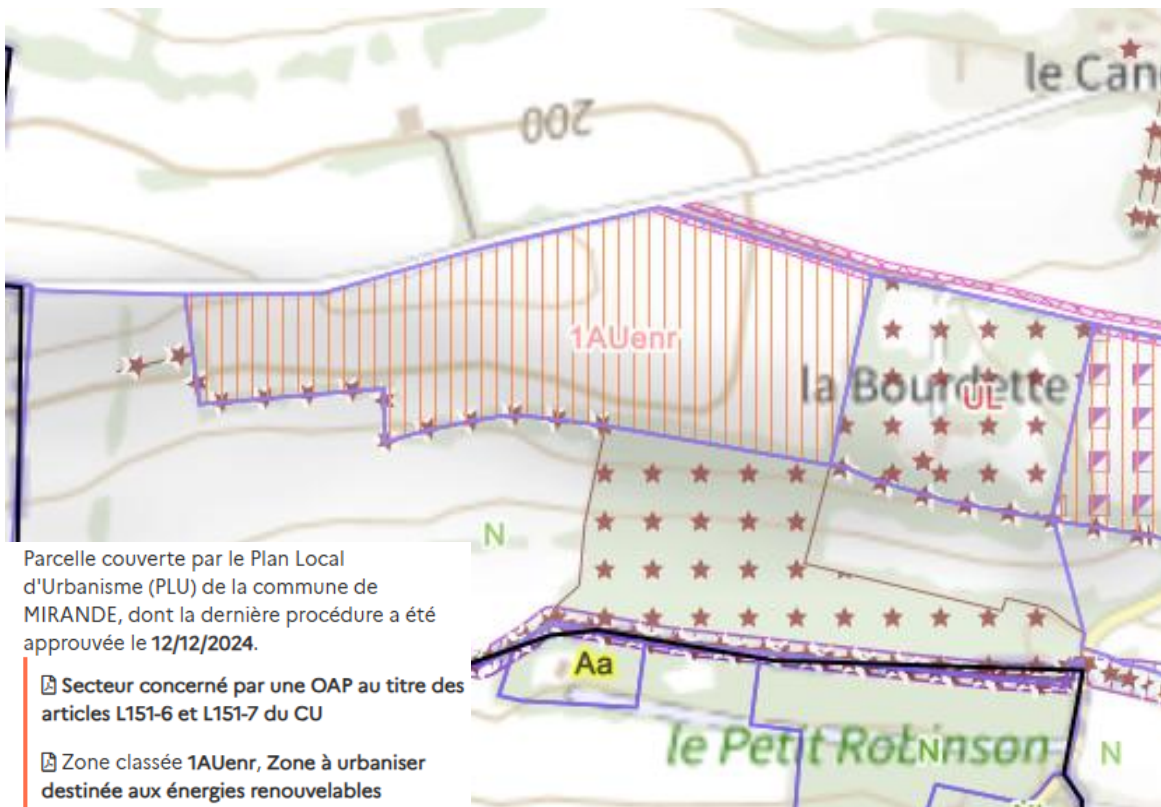 le Can
200
1AUenr
la Bourdette
UL
N
Parcelle couverte par le Plan Local
d'Urbanisme (PLU) de la commune de
MIRANDE, dont la dernière procédure a été
approuvée le 12/12/2024.
Secteur concerné par une OAP au titre des
articles L151-6 et L151-7 du CU
Zone classée 1AUenr, Zone à urbaniser
destinée aux énergies renouvelables
Aa
le Petit Robinson
N
N